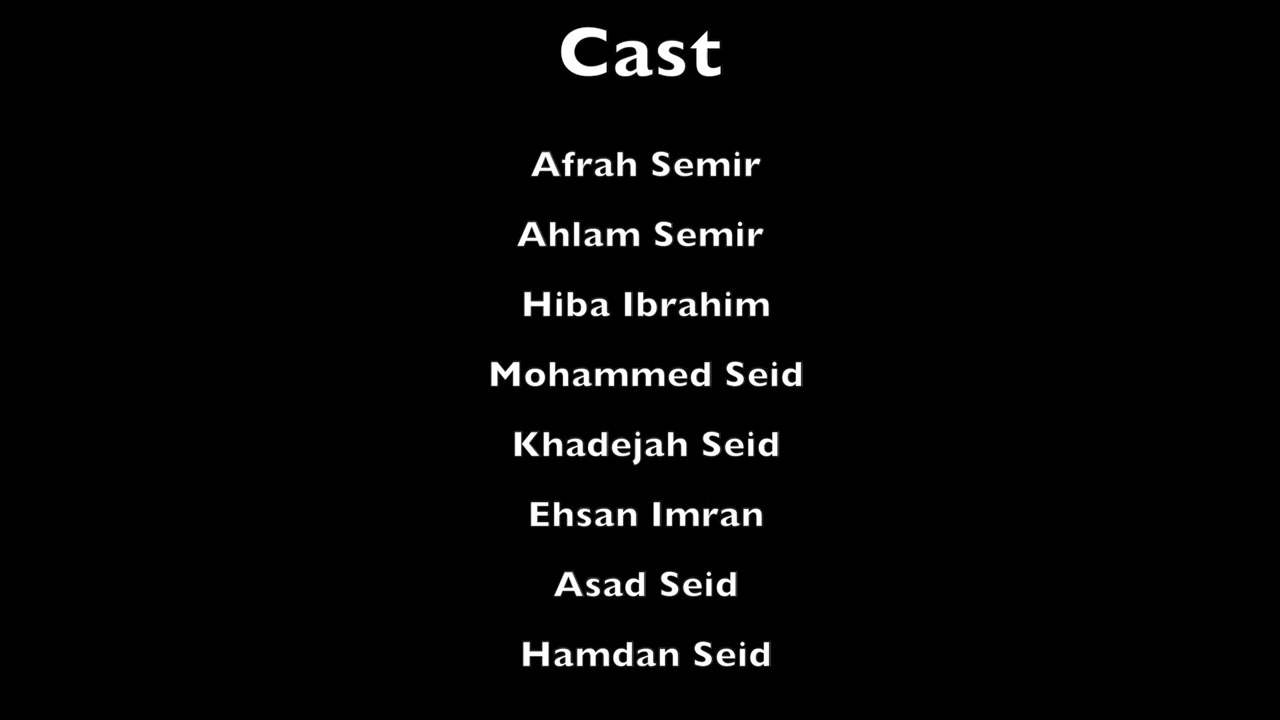 Cast
Afrah Semir
Ahlam Semir
Hiba Ibrahim
Mohammed Seid
Khadejah Seid
Ehsan Imran
Asad Seid
Hamdan Seid